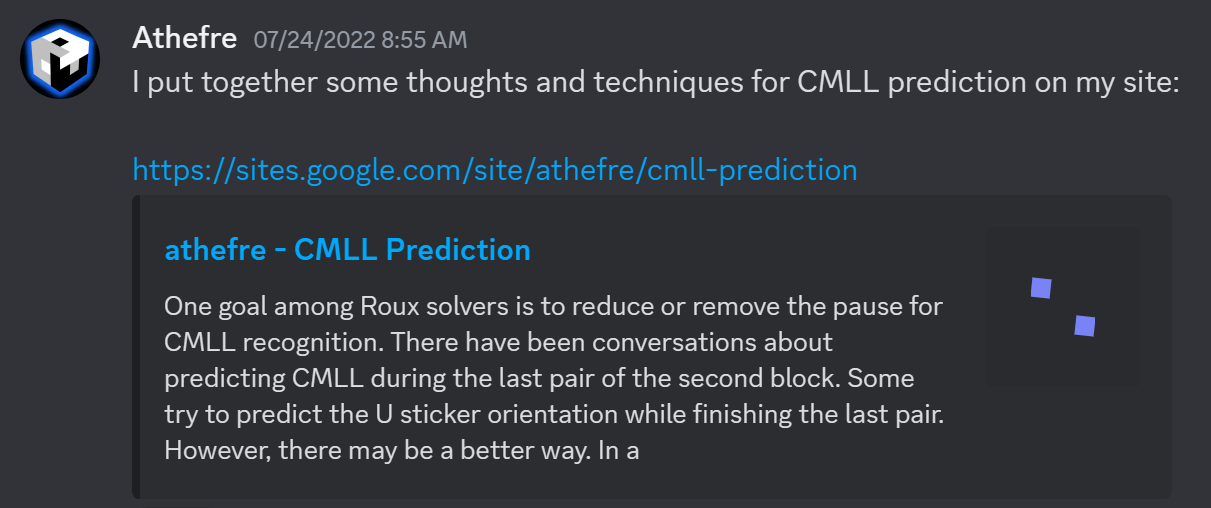 Athefre 07/24/2022 8:55 AM
I put together some thoughts and techniques for CMLL prediction on my site:
https://sites.google.com/site/athefre/cmll-prediction
athefre - CMLL Prediction
One goal among Roux solvers is to reduce or remove the pause for
CMLL recognition. There have been conversations about
predicting CMLL during the last pair of the second block. Some
try to predict the U sticker orientation while finishing the last pair.
However, there may be a better way. In a